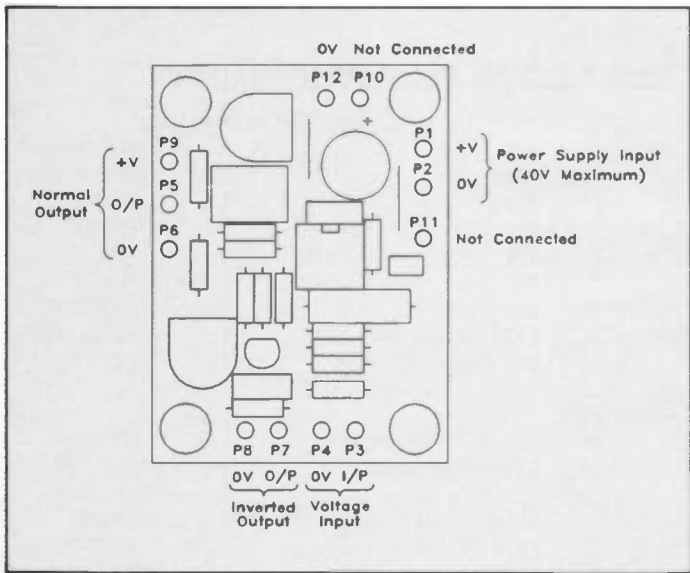 0V Not Connected
P12 P10
+
P1
P9
+V
+V
P2
Power Supply Input
(40V Maximum)
P5
0V
Normal
Output
O/P
P11
P6
0V
Not Connected
P8 P7 P4 P3
0V O/P 0V I/P
Inverted Voltage
Output Input